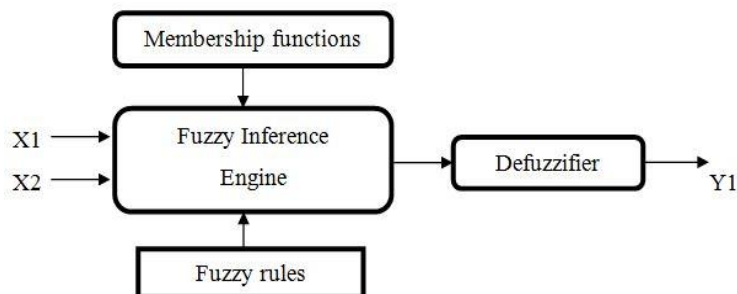 Membership functions
X1
Fuzzy Inference
Engine
X2
Defuzzifier
Y1
Fuzzy rules